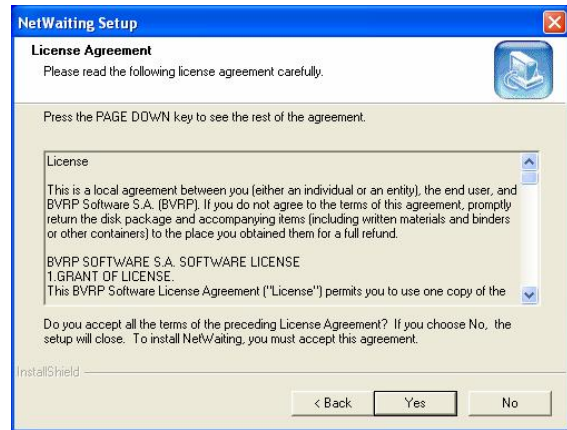 NetWaiting Setup
License Agreement
Please read the following license agreement carefully.
Press the PAGE DOWN key to see the rest of the agreement.
License
This is a local agreement between you (either an individual or an entity), the end user, and
BVRP Software S.A. (BVRP). If you do not agree to the terms of this agreement, promptly
return the disk package and accompanying items (including written materials and binders
or other containers) to the place you obtained them for a full refund.
BVRP SOFTWARE S.A. SOFTWARE LICENSE
1.GRANT OF LICENSE.
This BVRP Software License Agreement ("License") permits you to use one copy of the
Do you accept all the terms of the preceding License Agreement? If you choose No, the
setup will close. To install NetWaiting, you must accept this agreement.
InstallShield
< Back Yes No